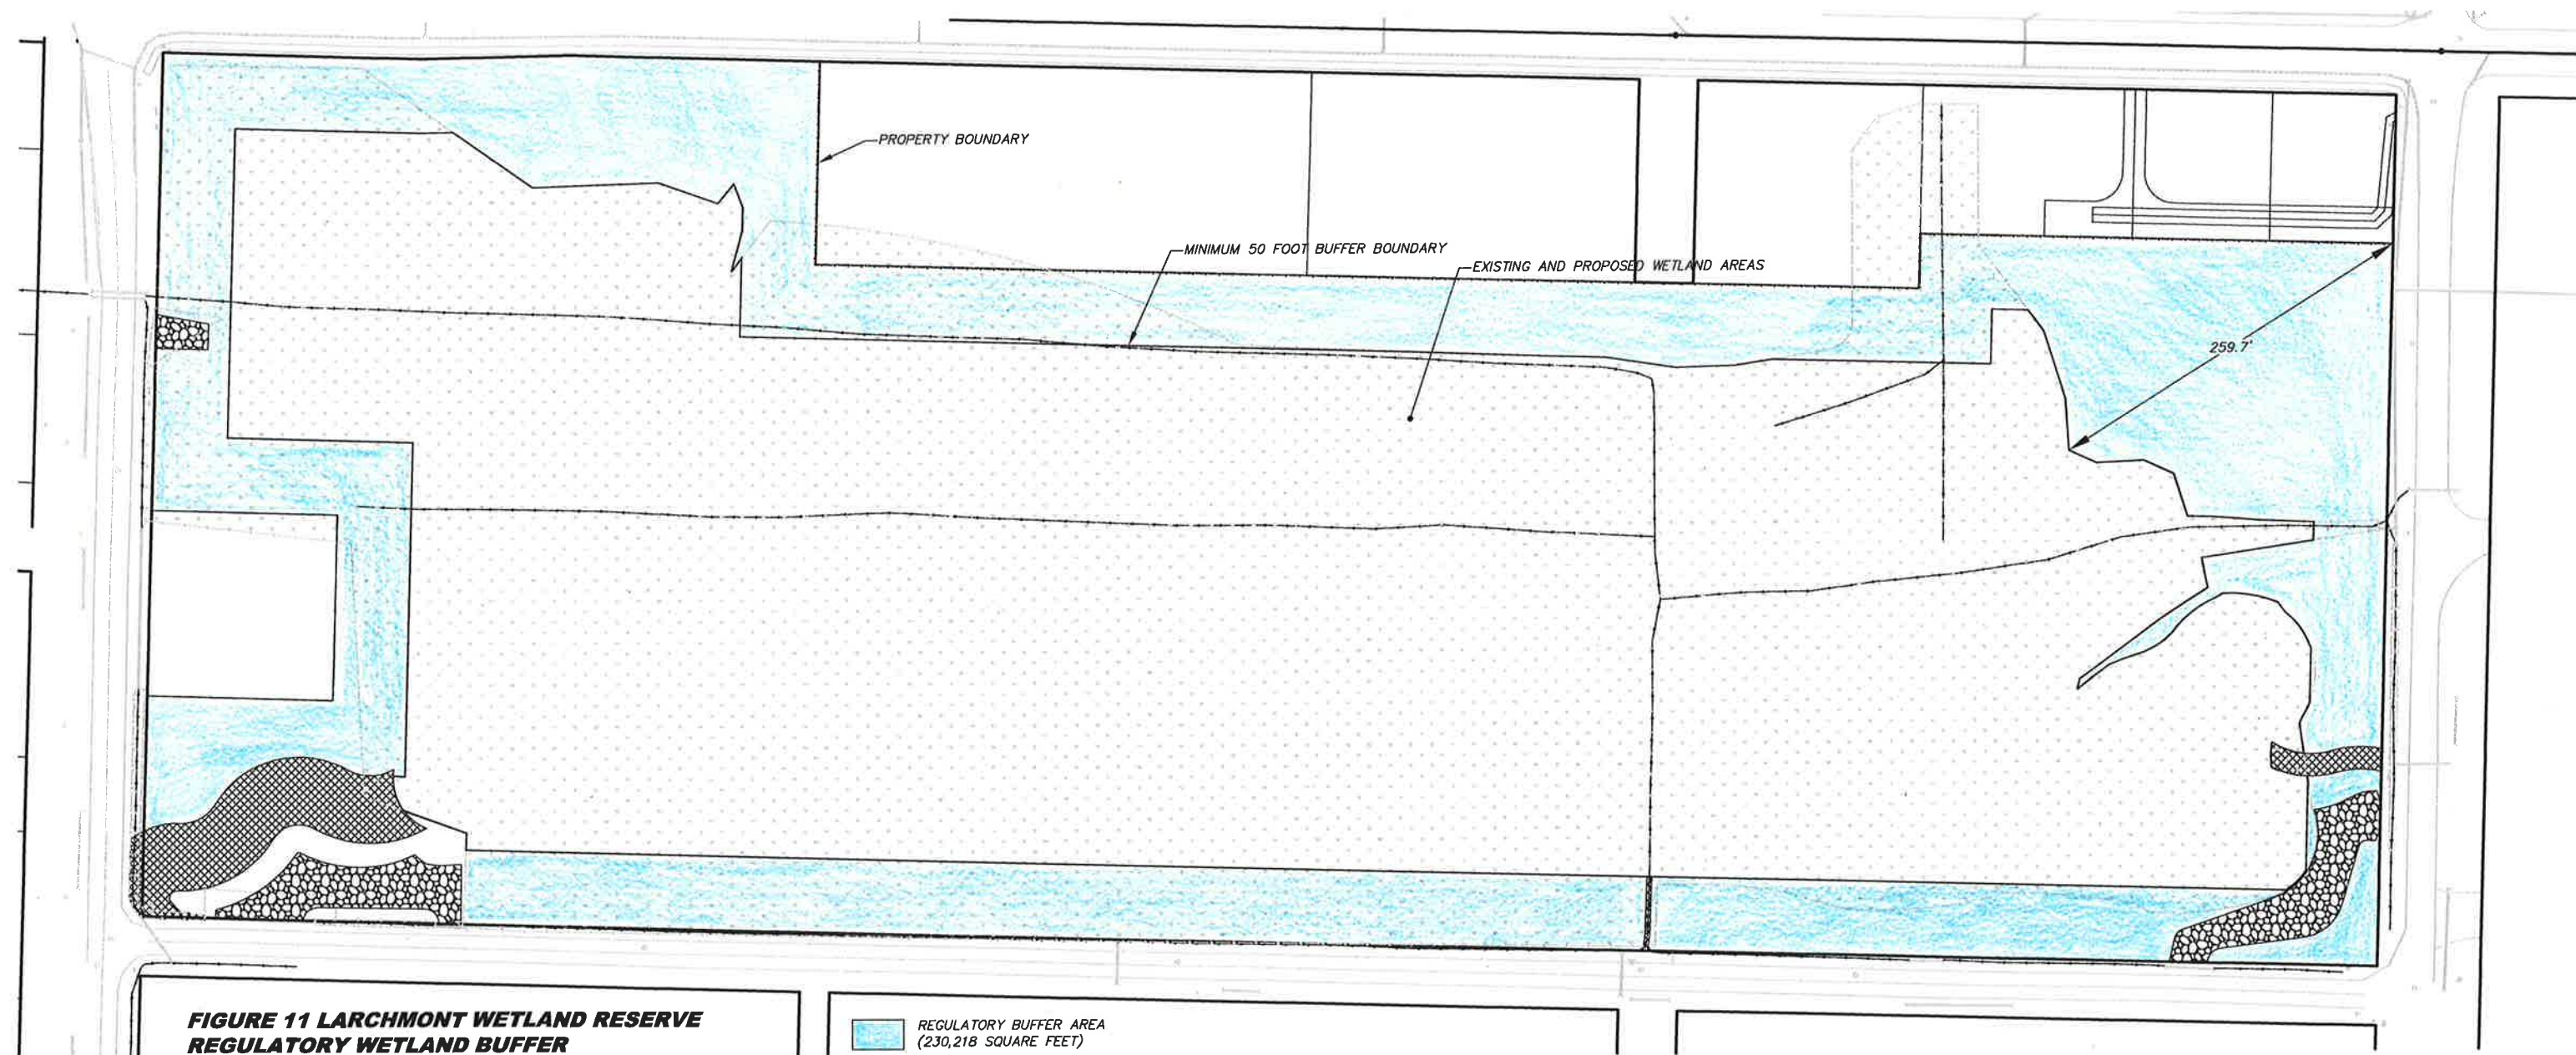 PROPERTY BOUNDARY
MINIMUM 50 FOOT BUFFER BOUNDARY
EXISTING AND PROPOSED WETLAND AREAS
259.7'
FIGURE 11 LARCHMONT WETLAND RESERVE
REGULATORY WETLAND BUFFER
REGULATORY BUFFER AREA
(230,218 SQUARE FEET)